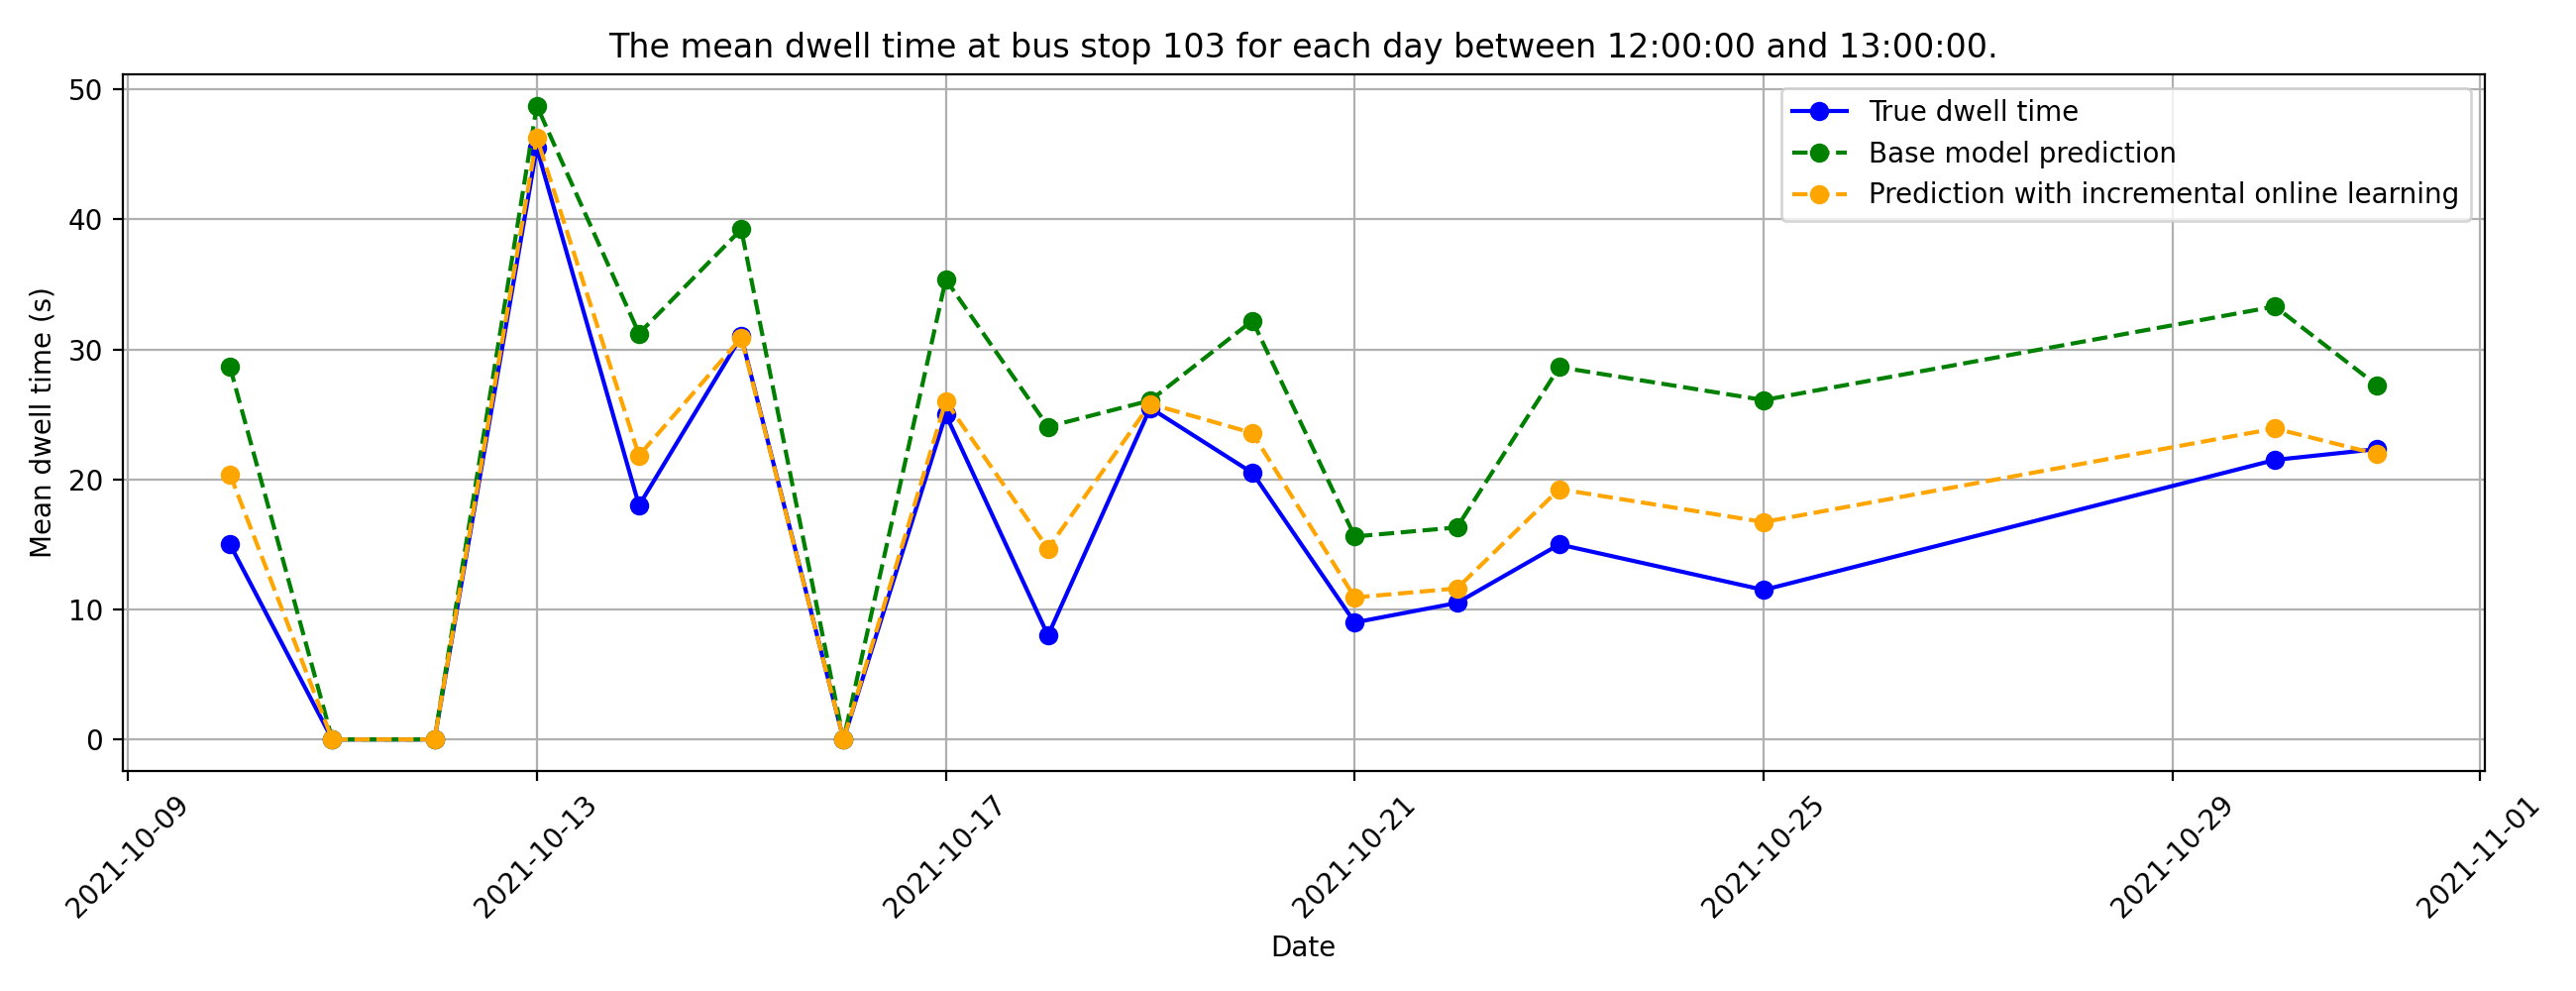 The mean dwell time at bus stop 103 for each day between 12:00:00 and 13:00:00.
50
40
30
20
10
0
Mean dwell time (s)
True dwell time
Base model prediction
Prediction with incremental online learning
2021-10-09
2021-10-13
2021-10-17
2021-10-21
2021-10-25
2021-10-29
2021-11-01
Date